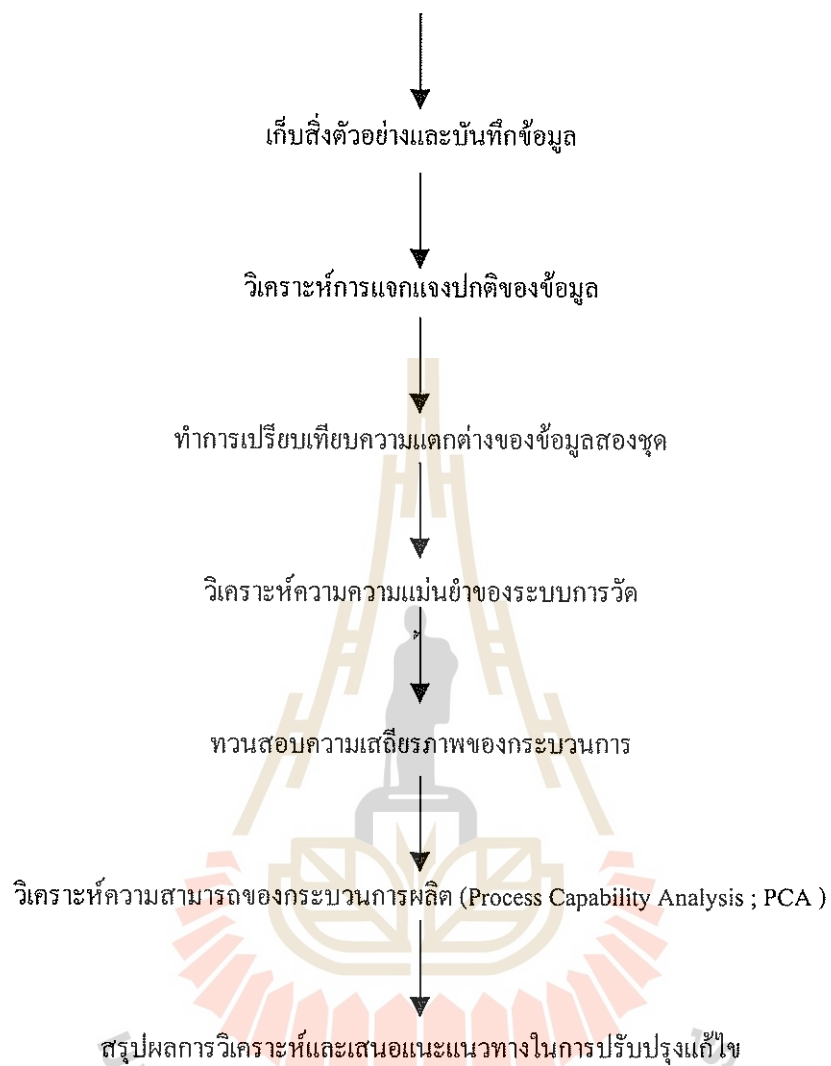 เก็บสิ่งตัวอย่างและบันทึกข้อมูล
วิเคราะห์การแจกแจงปกติของข้อมูล
ทำการเปรียบเทียบความแตกต่างของข้อมูลสองชุด
วิเคราะห์ความความแม่นยำของระบบการวัด
ทวนสอบความเสถียรภาพของกระบวนการ
วิเคราะห์ความสามารถของกระบวนการผลิต (Process Capability Analysis ; PCA )
สรุปผลการวิเคราะห์และเสนอแนะแนวทางในการปรับปรุงแก้ไข